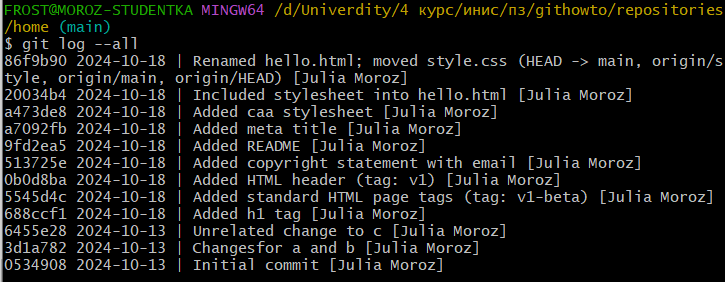 FROST@MOROZ-STUDENTKA MINGW64 /d/Univerdity/4 курс/инис/пз/githowto/repositories
/home (main)
$ git log --all
86f9b90 2024-10-18 | Renamed hello.html; moved style.css (HEAD -> main, origin/s
tyle, origin/main, origin/HEAD) [Julia Moroz]
20034b4 2024-10-18 | Included stylesheet into hello.html [Julia Moroz]
a473de8 2024-10-18 | Added caa stylesheet [Julia Moroz]
a7092fb 2024-10-18 | Added meta title [Julia Moroz]
9fd2ea5 2024-10-18 | Added README [Julia Moroz]
513725e 2024-10-18 | Added copyright statement with email [Julia Moroz]
0b0d8ba 2024-10-18 | Added HTML header (tag: v1) [Julia Moroz]
5545d4c 2024-10-18 | Added standard HTML page tags (tag: v1-beta) [Julia Moroz]
688ccf1 2024-10-18 | Added h1 tag [Julia Moroz]
6455e28 2024-10-13 | Unrelated change to c [Julia Moroz]
3d1a782 2024-10-13 | Changesfor a and b [Julia Moroz]
0534908 2024-10-13 | Initial commit [Julia Moroz]